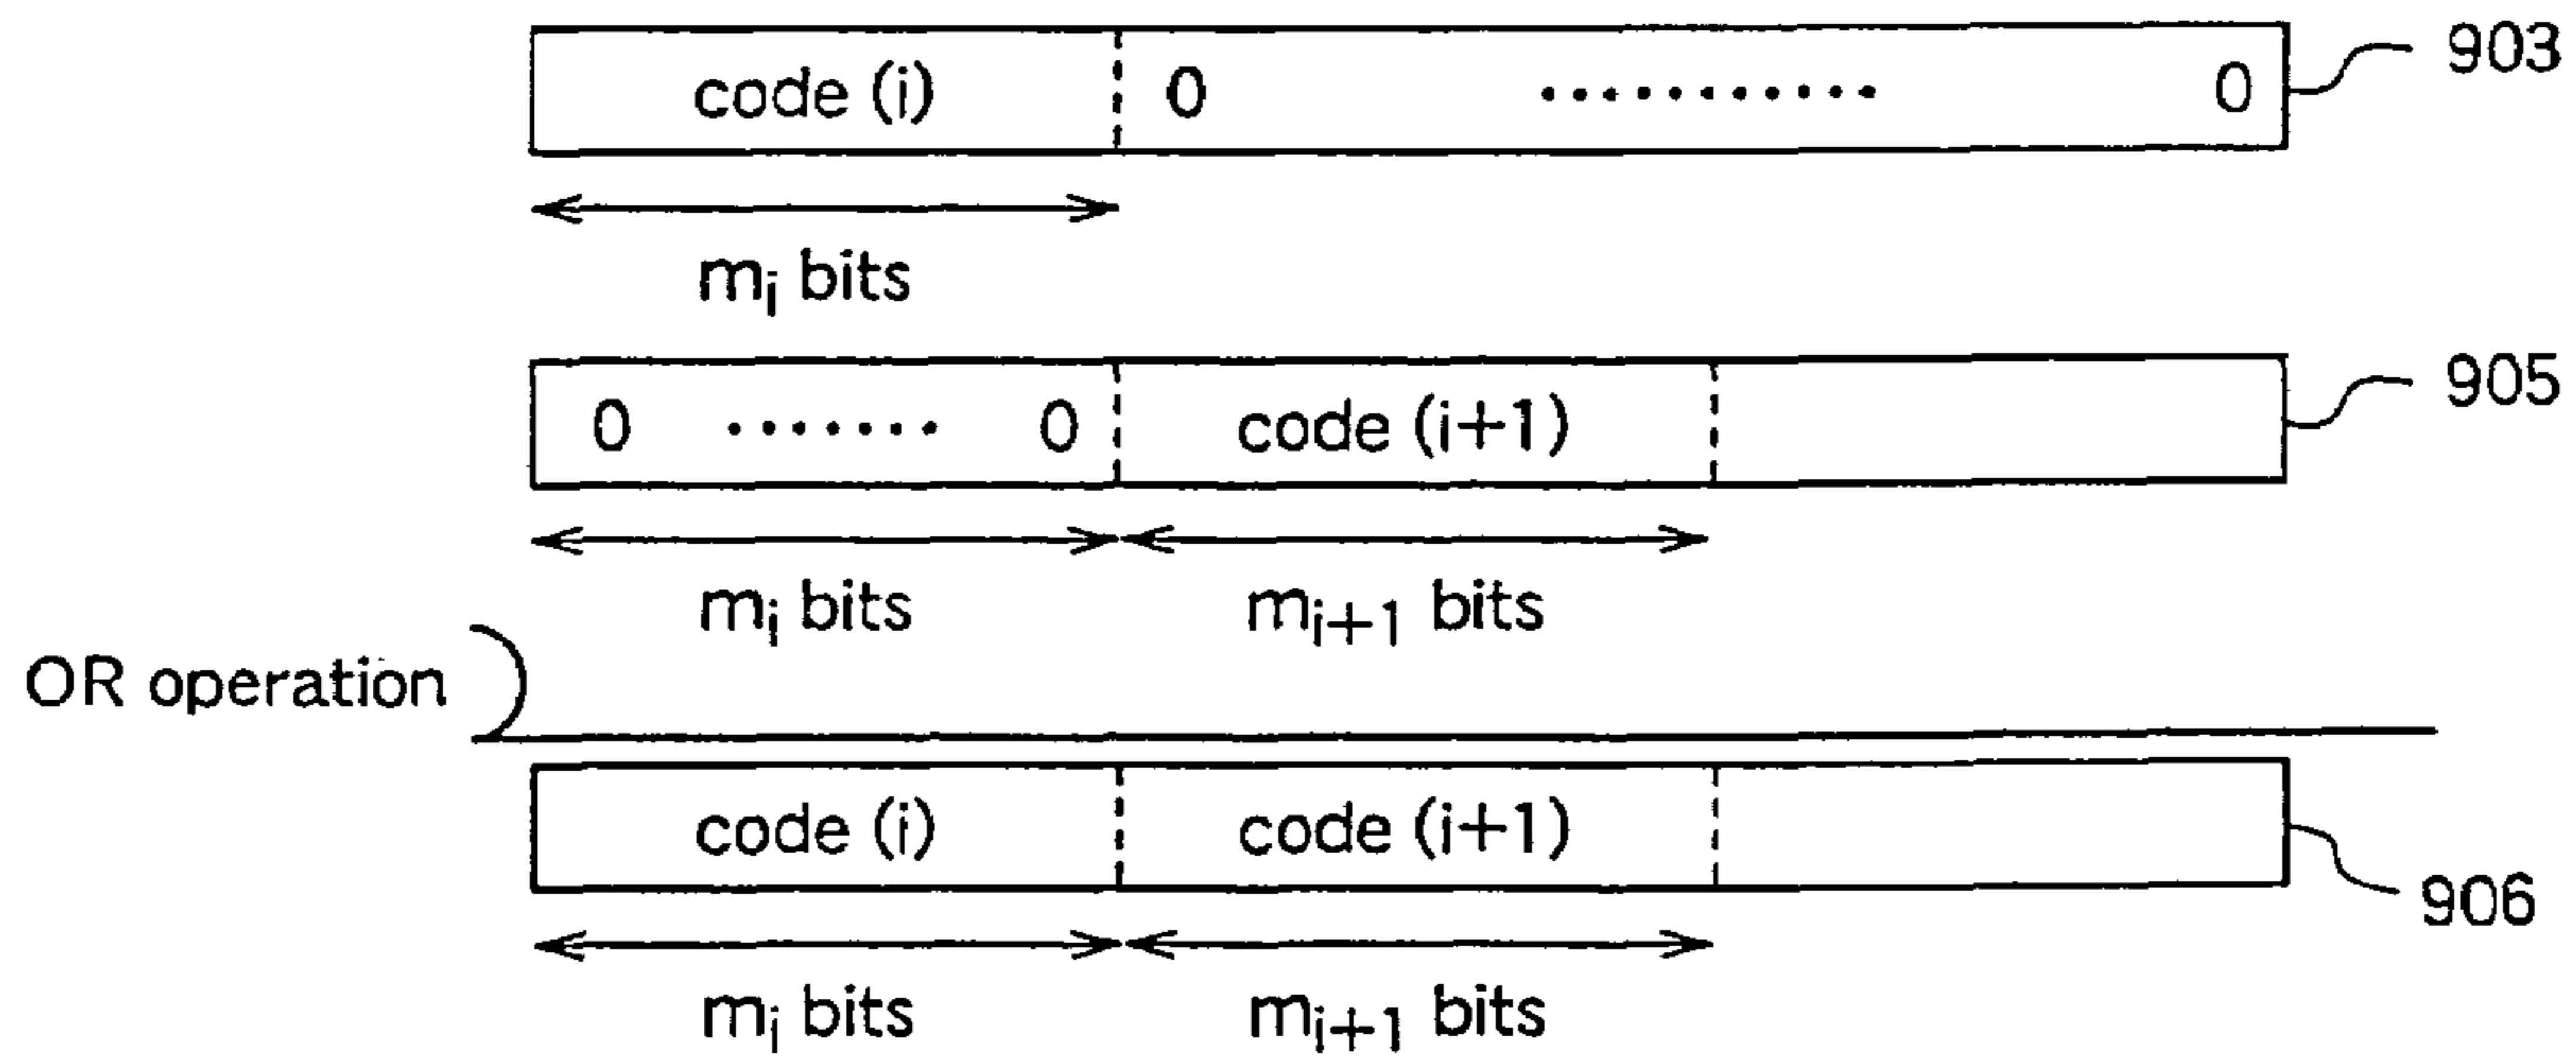 code (i) 0 ........... 0 903
mi bits
0 ....... 0 code (i+1) 905
mi bits mi+1 bits
OR operation
code (i) code (i+1) 906
mi bits mi+1 bits